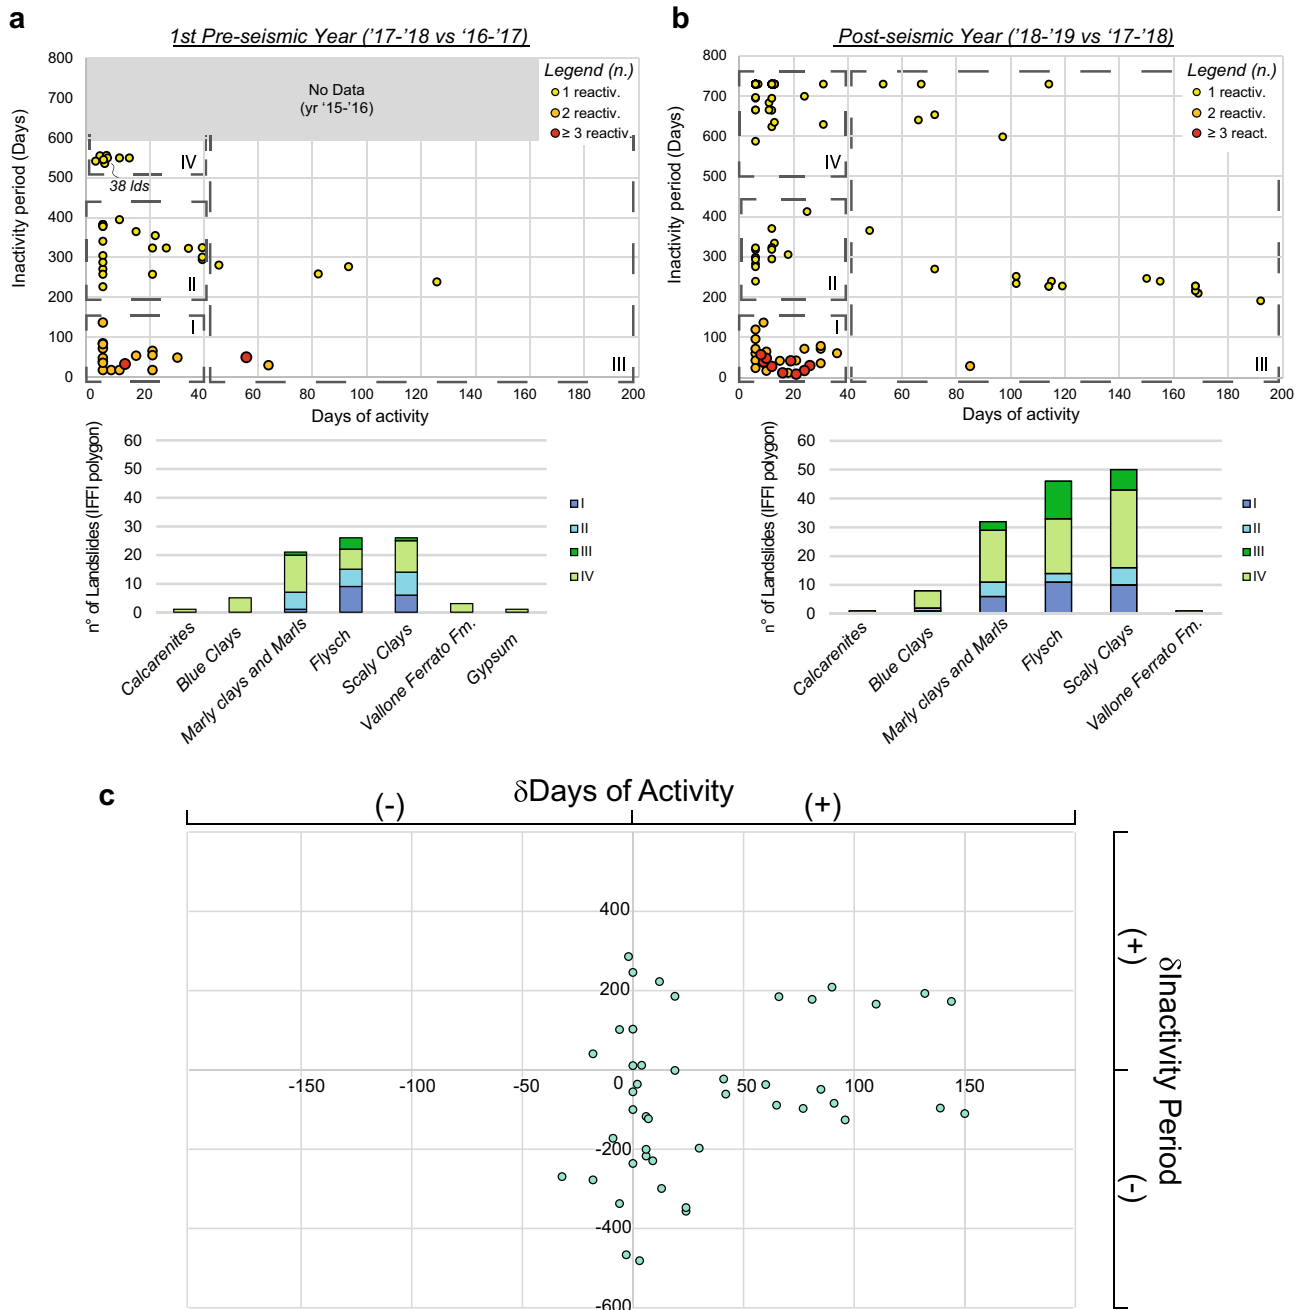 a
1st Pre-seismic Year ('17-'18 vs '16-'17)
Inactivity period (Days)
800
700
600
500
400
300
200
100
0
No Data
(yr '15-'16)
Legend (n.)
1 reactiv.
2 reactiv.
≥ 3 reactiv.
IV
38 lds
II
I
III
0 20 40 60 80 100 120 140 160 180 200
Days of activity
n° of Landslides (IFFI polygon)
60
50
40
30
20
10
0
I
II
III
IV
Calcarenites
Blue Clays
Marly clays and Marls
Flysch
Scaly Clays
Vallone Ferrato Fm.
Gypsum
b
Post-seismic Year ('18-'19 vs '17-'18)
Inactivity period (Days)
800
700
600
500
400
300
200
100
0
Legend (n.)
1 reactiv.
2 reactiv.
≥ 3 react.
IV
II
I
III
0 20 40 60 80 100 120 140 160 180 200
Days of activity
n° of Landslides (IFFI polygon)
60
50
40
30
20
10
0
I
II
III
IV
Calcarenites
Blue Clays
Marly clays and Marls
Flysch
Scaly Clays
Vallone Ferrato Fm.
c
δDays of Activity
(-) (+)
400
200
0
-200
-400
-600
-150 -100 -50 50 100 150
δInactivity Period
(+)
(-)